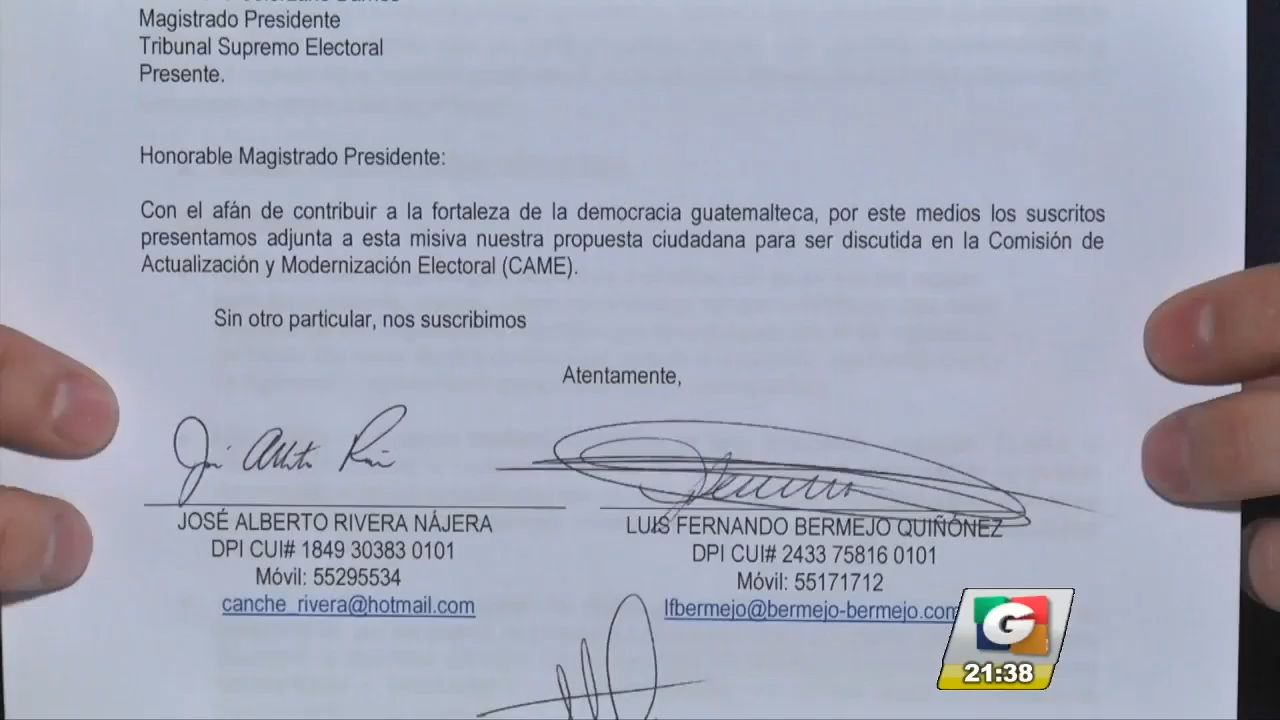 Magistrado Presidente
Tribunal Supremo Electoral
Presente.
Honorable Magistrado Presidente:
Con el afán de contribuir a la fortaleza de la democracia guatemalteca, por este medios los suscritos
presentamos adjunta a esta misiva nuestra propuesta ciudadana para ser discutida en la Comisión de
Actualización y Modernización Electoral (CAME).
Sin otro particular, nos suscribimos
Atentamente,
JOSÉ ALBERTO RIVERA NÁJERA
DPI CUI# 1849 30383 0101
Móvil: 55295534
canche_rivera@hotmail.com
LUIS FERNANDO BERMEJO QUIÑÓNEZ
DPI CUI# 2433 75816 0101
Móvil: 55171712
lfbermejo@bermejo-bermejo.com
G
21:38